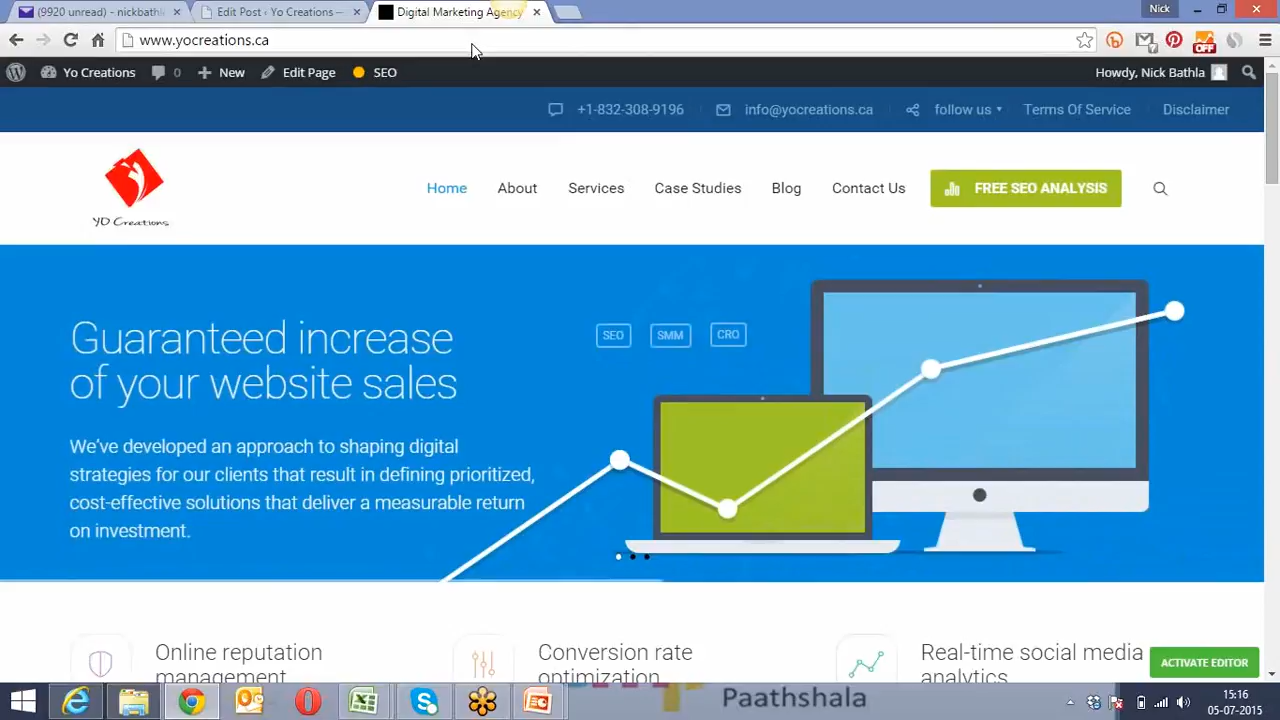 (9920 unread) - nickbathl
Edit Post ‹ Yo Creations —
Digital Marketing Agency
Nick
www.yocreations.ca
OFF
Yo Creations
0
New
Edit Page
SEO
Howdy, Nick Bathla
+1-832-308-9196
info@yocreations.ca
follow us
Terms Of Service
Disclaimer
YO Creations
Home
About
Services
Case Studies
Blog
Contact Us
FREE SEO ANALYSIS
Guaranteed increase
of your website sales
SEO
SMM
CRO
We've developed an approach to shaping digital
strategies for our clients that result in defining prioritized,
cost-effective solutions that deliver a measurable return
on investment.
Online reputation
management
Conversion rate
optimization
Real-time social media
analytics
ACTIVATE EDITOR
Paathshala
15:16
05-07-2015